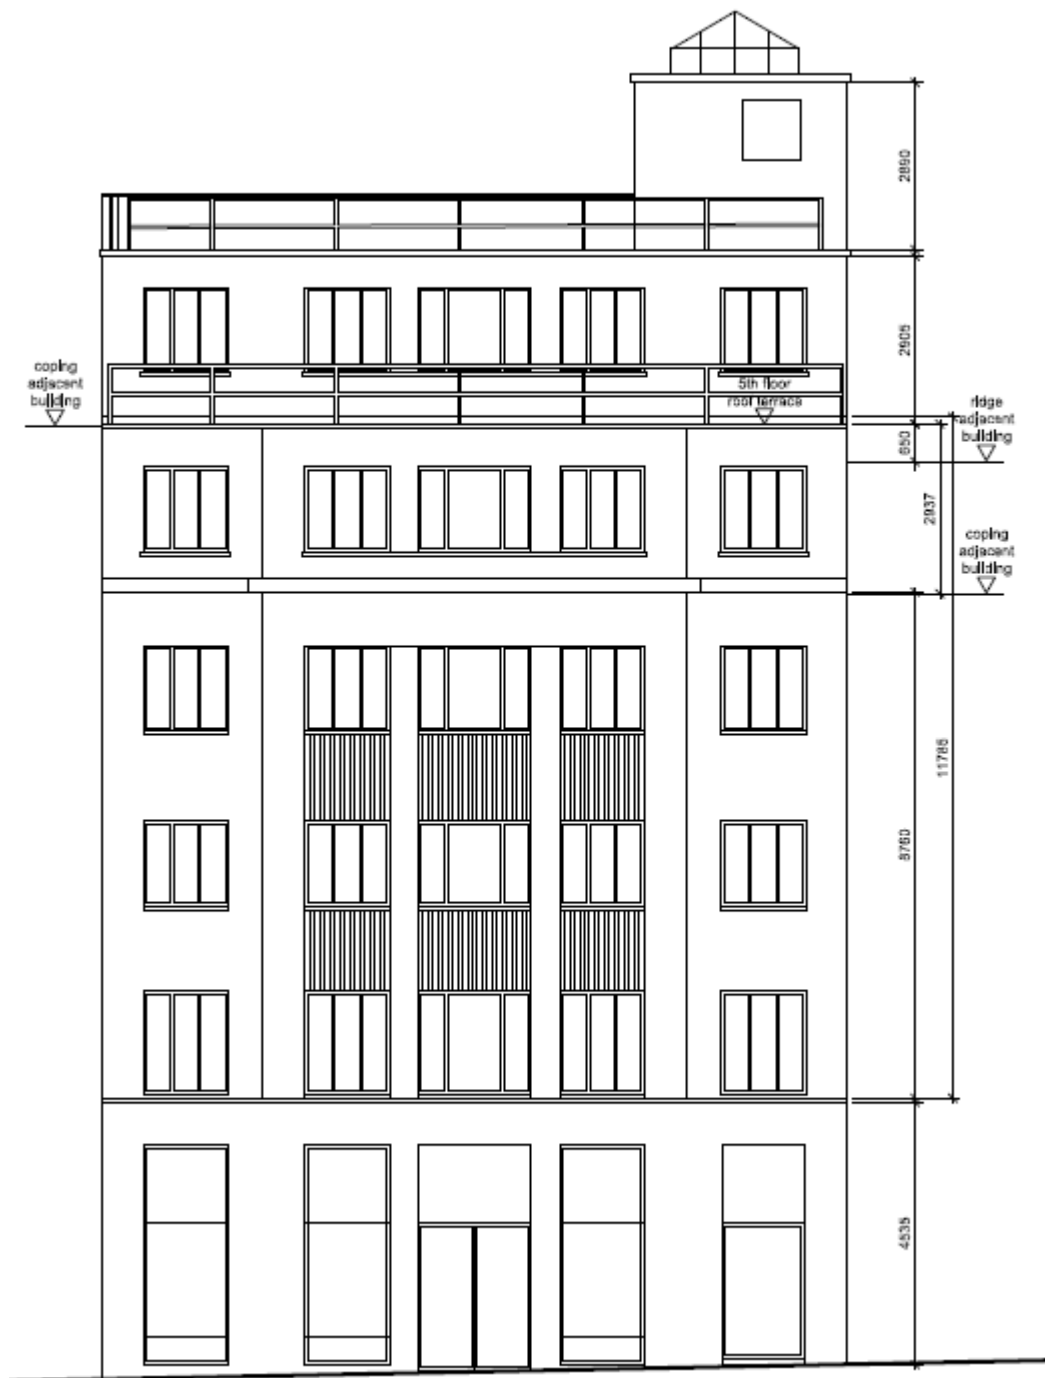 2890
2905
coping
adjacent
building
5th floor
roof terrace
ridge
adjacent
building
650
2937
coping
adjacent
building
11785
8760
4535